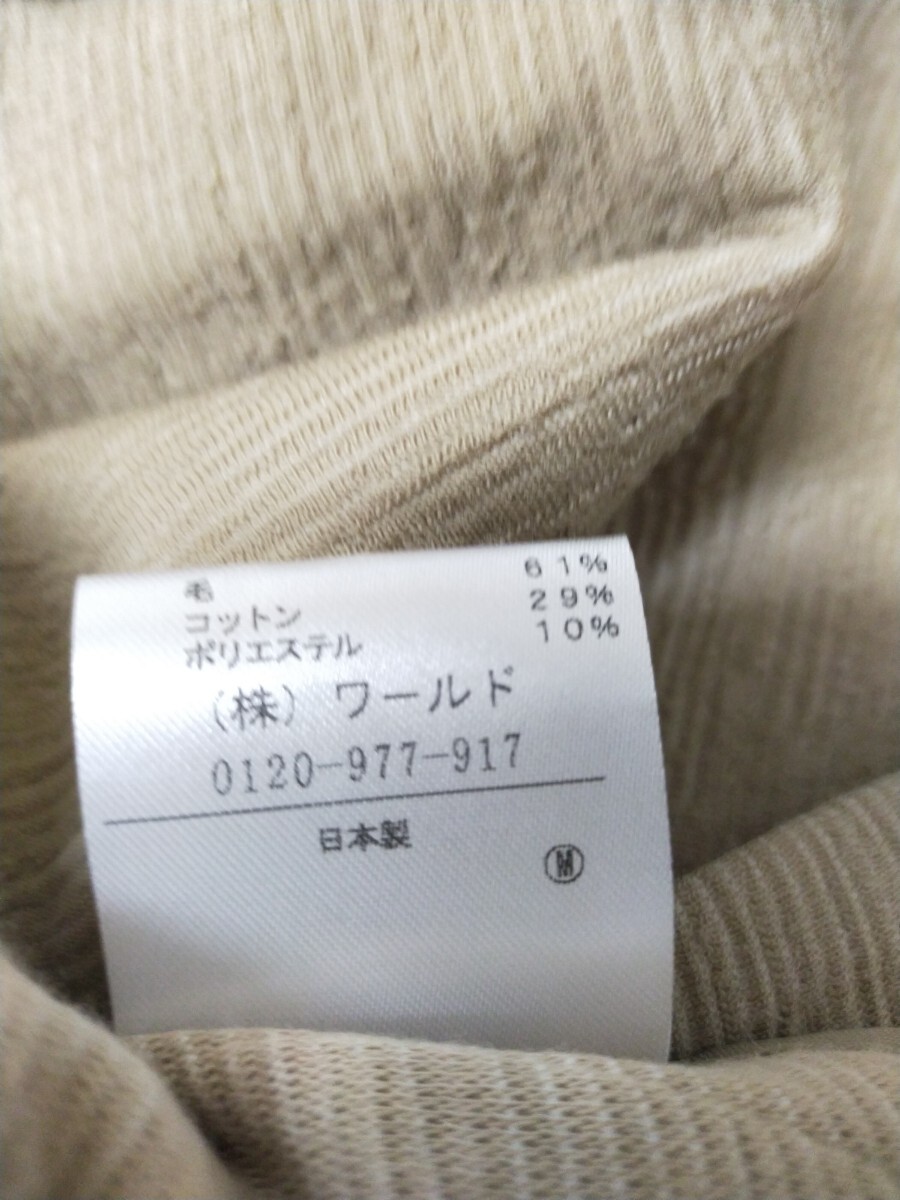 毛 61%
コットン 29%
ポリエステル 10%
(株) ワールド
0120-977-917
日本製
Ⓜ